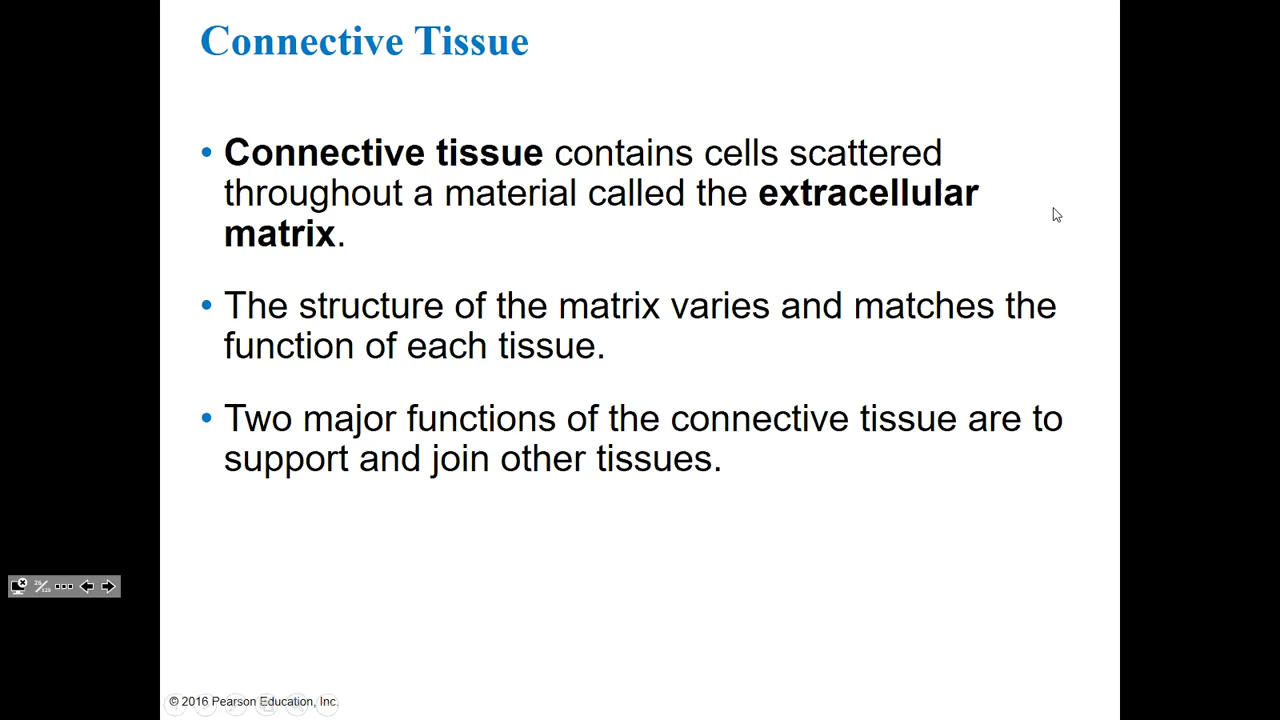 Connective Tissue
• Connective tissue contains cells scattered
throughout a material called the extracellular
matrix.
• The structure of the matrix varies and matches the
function of each tissue.
• Two major functions of the connective tissue are to
support and join other tissues.
© 2016 Pearson Education, Inc.